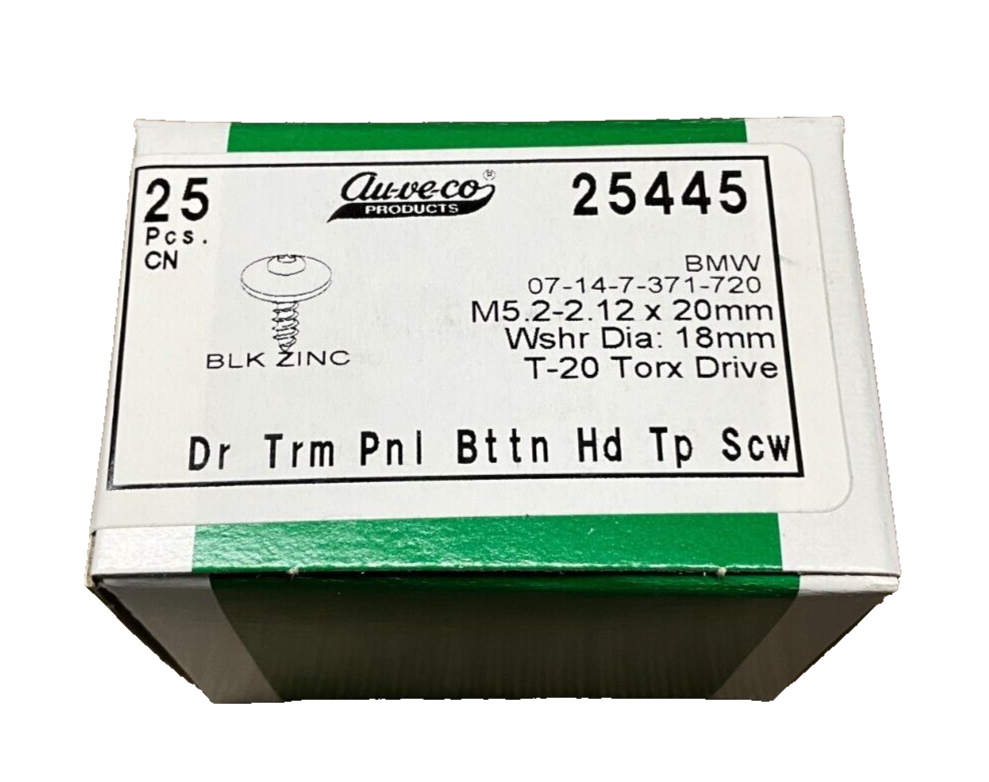 25
Pcs.
CN
au-ve-co®
PRODUCTS
25445
BMW
07-14-7-371-720
M5.2-2.12 x 20mm
Wshr Dia: 18mm
T-20 Torx Drive
BLK ZINC
Dr Trm Pnl Bttn Hd Tp Scw